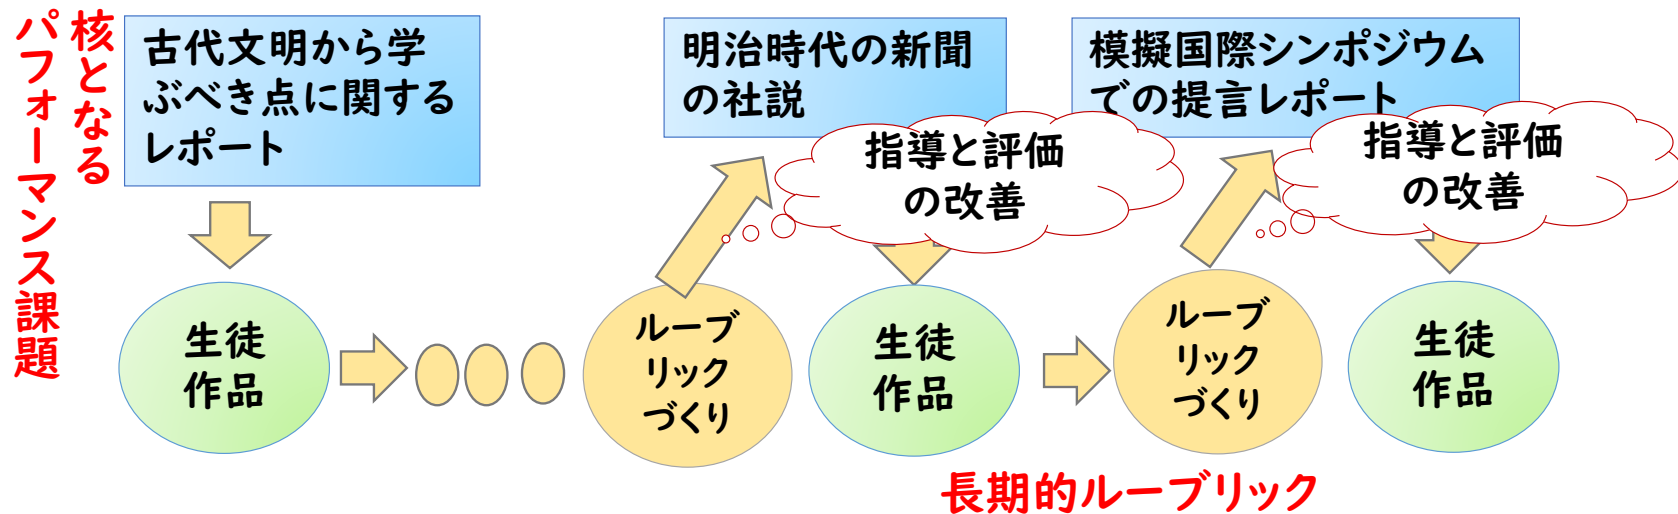 核となる
パフォーマンス課題
古代文明から学
ぶべき点に関する
レポート
明治時代の新聞
の社説
模擬国際シンポジウム
での提言レポート
指導と評価
の改善
指導と評価
の改善
生徒
作品
ルーブ
リック
づくり
生徒
作品
ルーブ
リック
づくり
生徒
作品
長期的ルーブリック